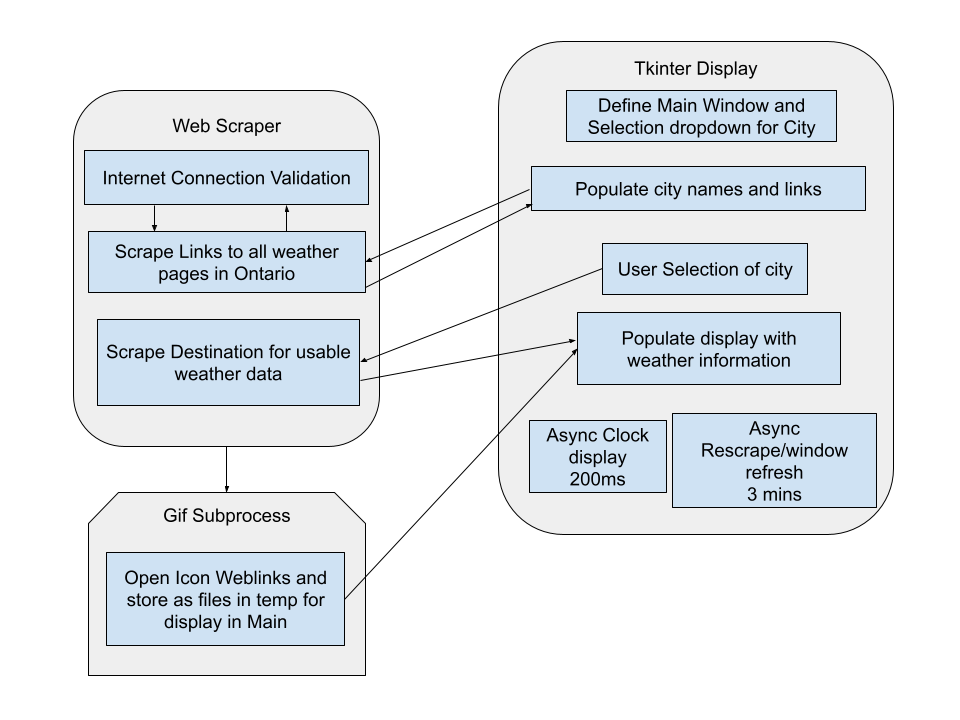 Web Scraper
Internet Connection Validation
Scrape Links to all weather
pages in Ontario
Scrape Destination for usable
weather data
Gif Subprocess
Open Icon Weblinks and
store as files in temp for
display in Main
Tkinter Display
Define Main Window and
Selection dropdown for City
Populate city names and links
User Selection of city
Populate display with
weather information
Async Clock
display
200ms
Async
Rescrape/window
refresh
3 mins